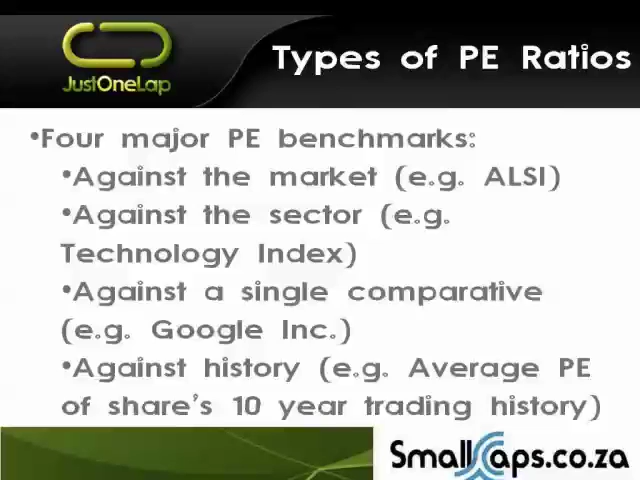 JustOneLap
Types of PE Ratios
•Four major PE benchmarks:
•Against the market (e.g. ALSI)
•Against the sector (e.g.
Technology Index)
•Against a single comparative
(e.g. Google Inc.)
•Against history (e.g. Average PE
of share's 10 year trading history)
SmallCaps.co.za